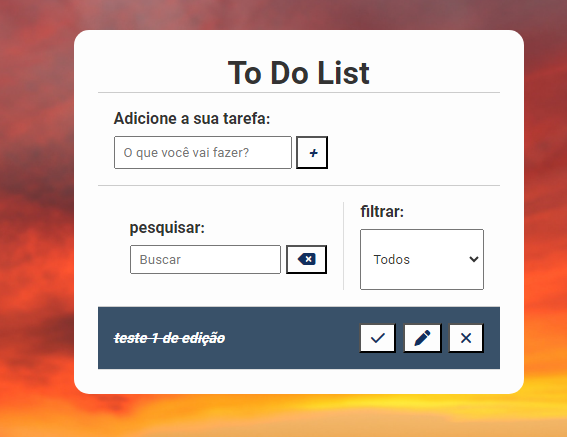 To Do List
Adicione a sua tarefa:
O que você vai fazer?
+
pesquisar:
Buscar
filtrar:
Todos
teste 1 de edição